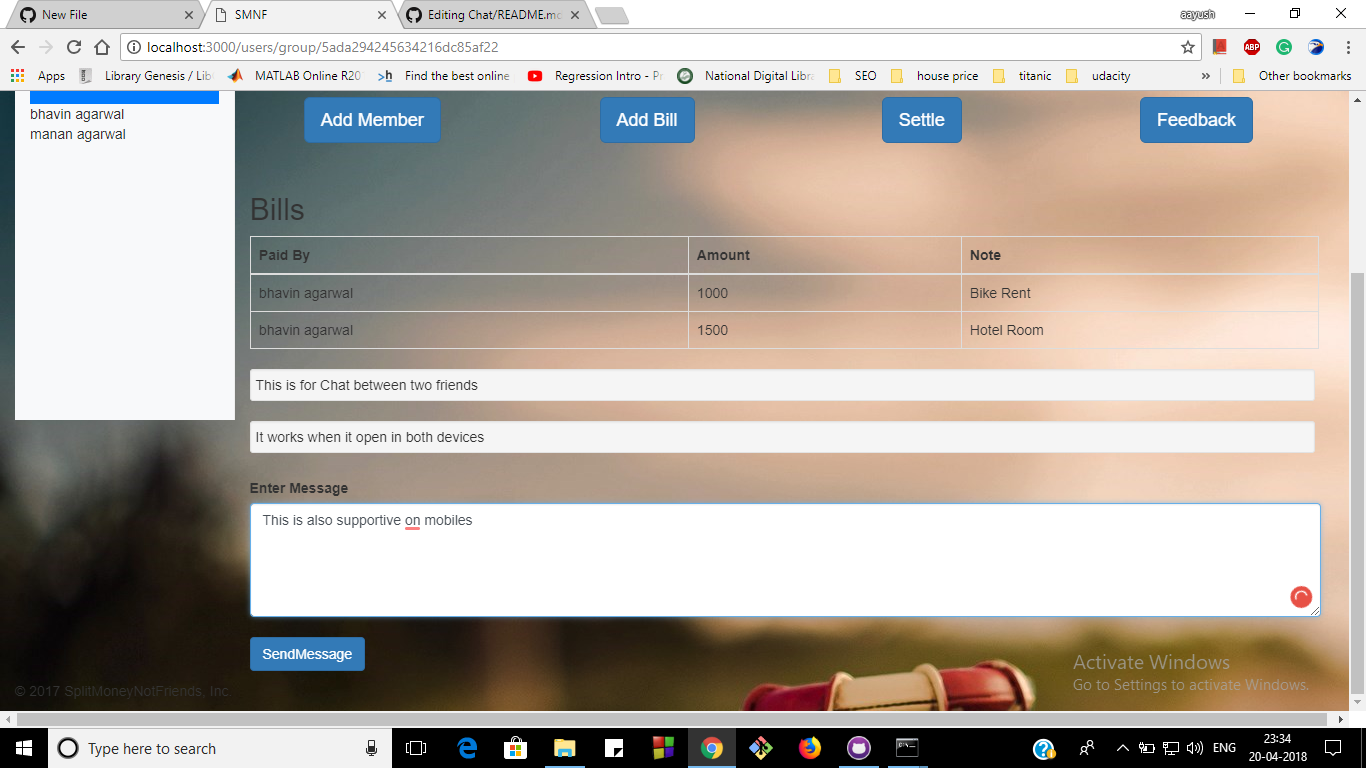 New File
SMNF
Editing Chat/README.mc
aayush
localhost:3000/users/group/5ada294245634216dc85af22
ABP
Apps
Library Genesis / Lib
MATLAB Online R20
>h
Find the best online
Regression Intro - Pr
National Digital Libra
SEO
house price
titanic
udacity
»
Other bookmarks
bhavin agarwal
manan agarwal
Add Member
Add Bill
Settle
Feedback
Bills
Paid By Amount Note
bhavin agarwal 1000 Bike Rent
bhavin agarwal 1500 Hotel Room
This is for Chat between two friends
It works when it open in both devices
Enter Message
This is also supportive on mobiles
SendMessage
Activate Windows
Go to Settings to activate Windows.
© 2017 SplitMoneyNotFriends, Inc.
Type here to search
ENG
23:34
20-04-2018